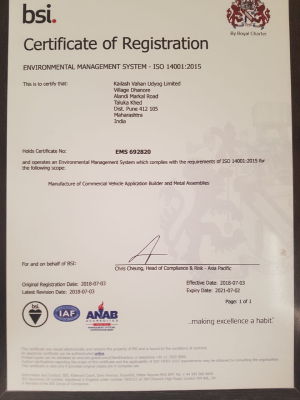 bsi.
By Royal Charter
Certificate of Registration
ENVIRONMENTAL MANAGEMENT SYSTEM - ISO 14001:2015
This is to certify that:
Kailash Vahan Udyog Limited
Village Dhanore
Alandi Markal Road
Taluka Khed
Dist. Pune 412 105
Maharashtra
India
Holds Certificate No:
EMS 692820
and operates an Environmental Management System which complies with the requirements of ISO 14001:2015 for
the following scope:
Manufacture of Commercial Vehicle Application Builder and Metal Assemblies
For and on behalf of BSI:
Chris Cheung, Head of Compliance & Risk - Asia Pacific
Original Registration Date: 2018-07-03
Effective Date: 2018-07-03
Latest Revision Date: 2018-07-03
Expiry Date: 2021-07-02
Page: 1 of 1
bsi
IAF
ANAB
...making excellence a habit.